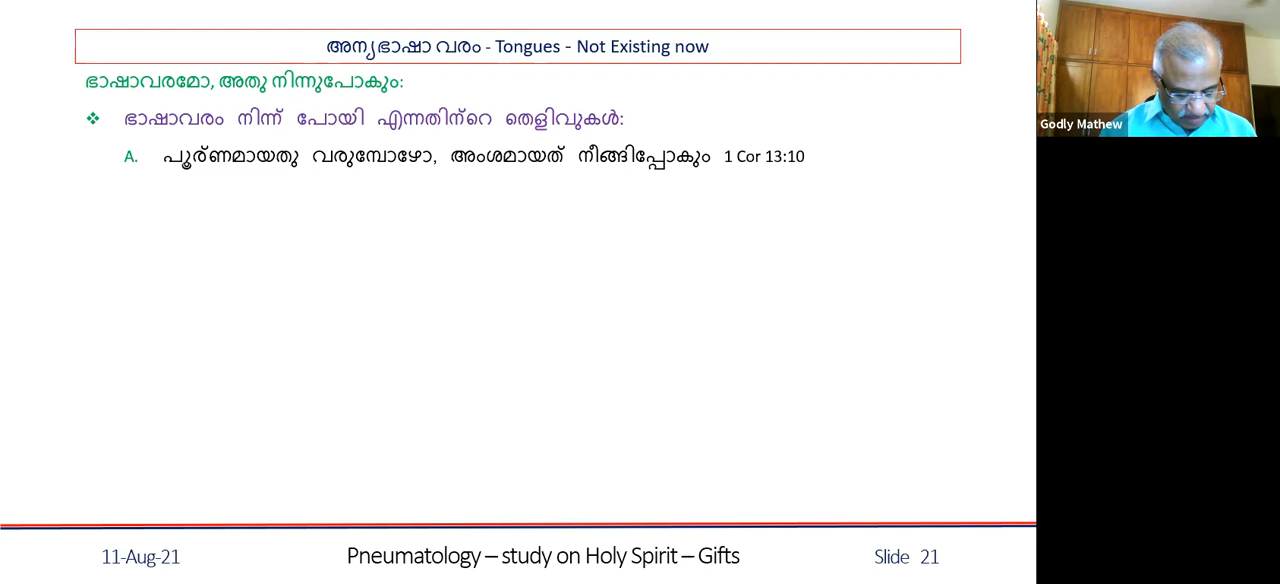 അന്യഭാഷാ വരം - Tongues - Not Existing now
ഭാഷാവരമോ, അതു നിന്നുപോകും:
❖ ഭാഷാവരം നിന്ന് പോയി എന്നതിന്റെ തെളിവുകൾ:
A. പൂര്ണമായതു വരുമ്പോഴോ, അംശമായത് നീങ്ങിപ്പോകും 1 Cor 13:10
Godly Mathew
11-Aug-21 Pneumatology – study on Holy Spirit – Gifts Slide 21